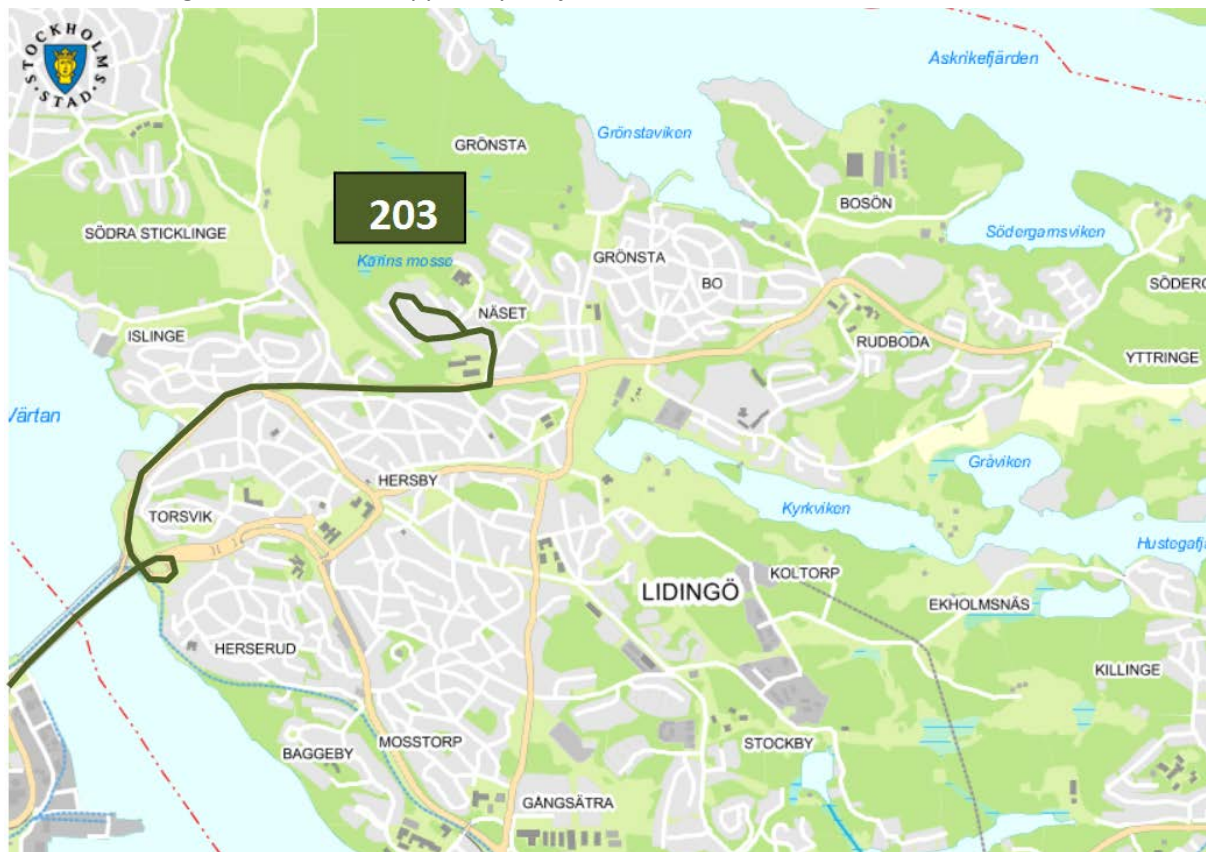 STOCKHOLMS
STAD
Askrikefjärden
GRÖNSTA
Grönstaviken
BOSÖN
203
SÖDRA STICKLINGE
Södergarnsviken
Karins mosse
GRÖNSTA
BO
NÄSET
ISLINGE
RUDBODA
YTTRINGE
Värtan
HERSBY
Gråviken
TORSVIK
Kyrkviken
KOLTORP
LIDINGÖ
EKHOLMSNÄS
HERSERUD
KILLINGE
MOSSTORP
STOCKBY
BAGGEBY
GÅNGSÄTRA